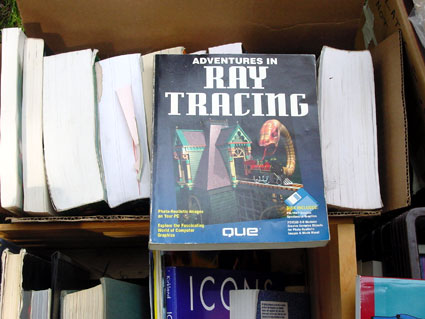 ADVENTURES IN
RAY
TRACING
Photo-Realistic Images
on Your PC
Explore the Fascinating
World of Computer
Graphics
QUE
ICONS